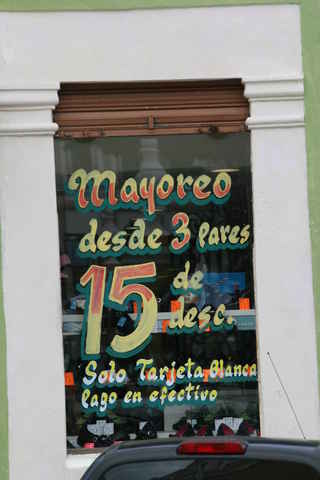 Mayoreo
desde 3 Pares
15 de
desc.
Solo Tarjeta Blanca
Pago en efectivo